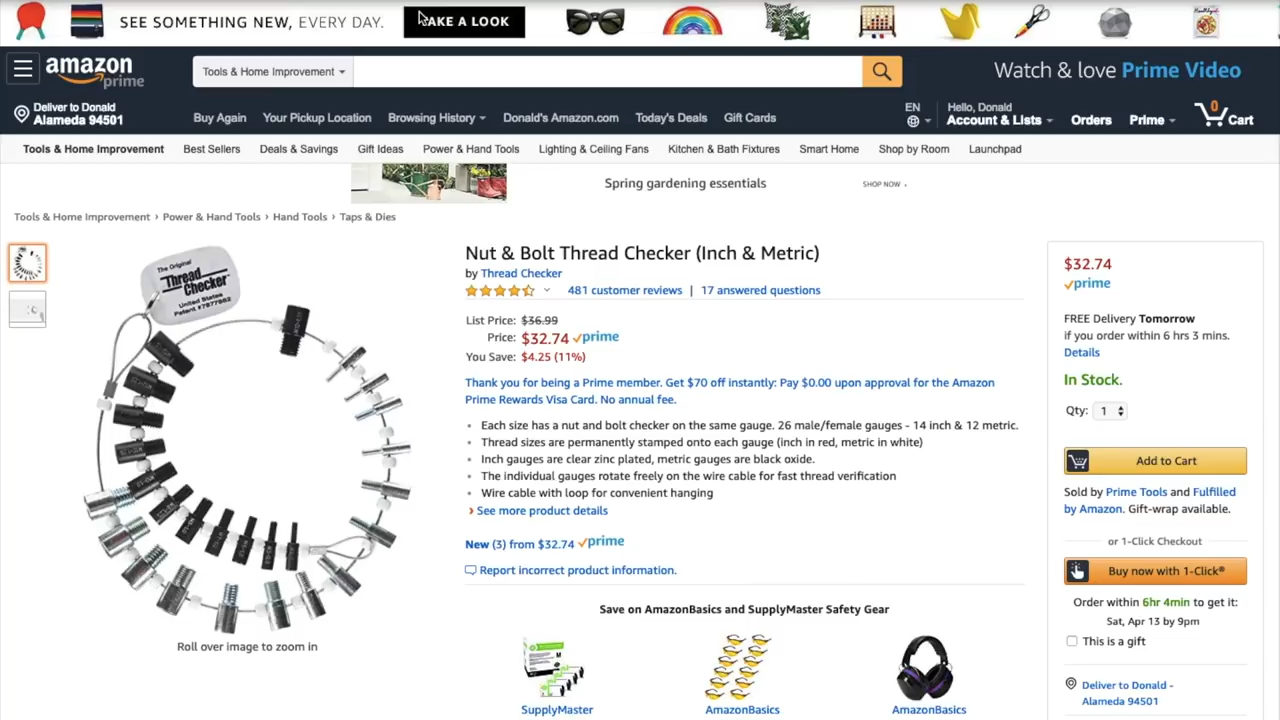 SEE SOMETHING NEW, EVERY DAY.
TAKE A LOOK
amazon
prime
Tools & Home Improvement
Watch & love Prime Video
Deliver to Donald
Alameda 94501
Buy Again
Your Pickup Location
Browsing History
Donald's Amazon.com
Today's Deals
Gift Cards
EN
Hello, Donald
Account & Lists
Orders
Prime
0
Cart
Tools & Home Improvement
Best Sellers
Deals & Savings
Gift Ideas
Power & Hand Tools
Lighting & Ceiling Fans
Kitchen & Bath Fixtures
Smart Home
Shop by Room
Launchpad
Spring gardening essentials
SHOP NOW ›
Tools & Home Improvement › Power & Hand Tools › Hand Tools › Taps & Dies
The Original
Thread
Checker
United States
Patent #7977662
Roll over image to zoom in
Nut & Bolt Thread Checker (Inch & Metric)
by Thread Checker
481 customer reviews | 17 answered questions
List Price: $36.99
Price: $32.74 prime
You Save: $4.25 (11%)
Thank you for being a Prime member. Get $70 off instantly: Pay $0.00 upon approval for the Amazon
Prime Rewards Visa Card. No annual fee.
• Each size has a nut and bolt checker on the same gauge. 26 male/female gauges - 14 inch & 12 metric.
• Thread sizes are permanently stamped onto each gauge (inch in red, metric in white)
• Inch gauges are clear zinc plated, metric gauges are black oxide.
• The individual gauges rotate freely on the wire cable for fast thread verification
• Wire cable with loop for convenient hanging
› See more product details
New (3) from $32.74 prime
Report incorrect product information.
Save on AmazonBasics and SupplyMaster Safety Gear
SupplyMaster
AmazonBasics
AmazonBasics
$32.74
prime
FREE Delivery Tomorrow
if you order within 6 hrs 3 mins.
Details
In Stock.
Qty: 1
Add to Cart
Sold by Prime Tools and Fulfilled
by Amazon. Gift-wrap available.
or 1-Click Checkout
Buy now with 1-Click®
Order within 6hr 4min to get it:
Sat, Apr 13 by 9pm
This is a gift
Deliver to Donald -
Alameda 94501